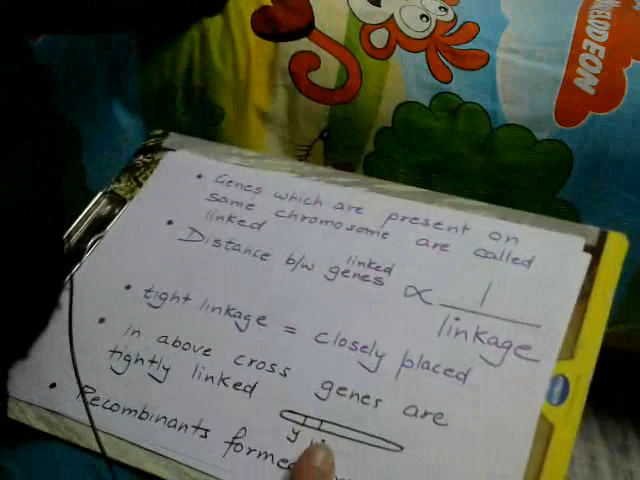 NICKELODEON
• Genes which are present on
same chromosome are called
linked
• Distance b/w linked genes ∝ 1/linkage
• tight linkage = closely placed
• in above cross genes are
tightly linked
y
• Recombinants formed